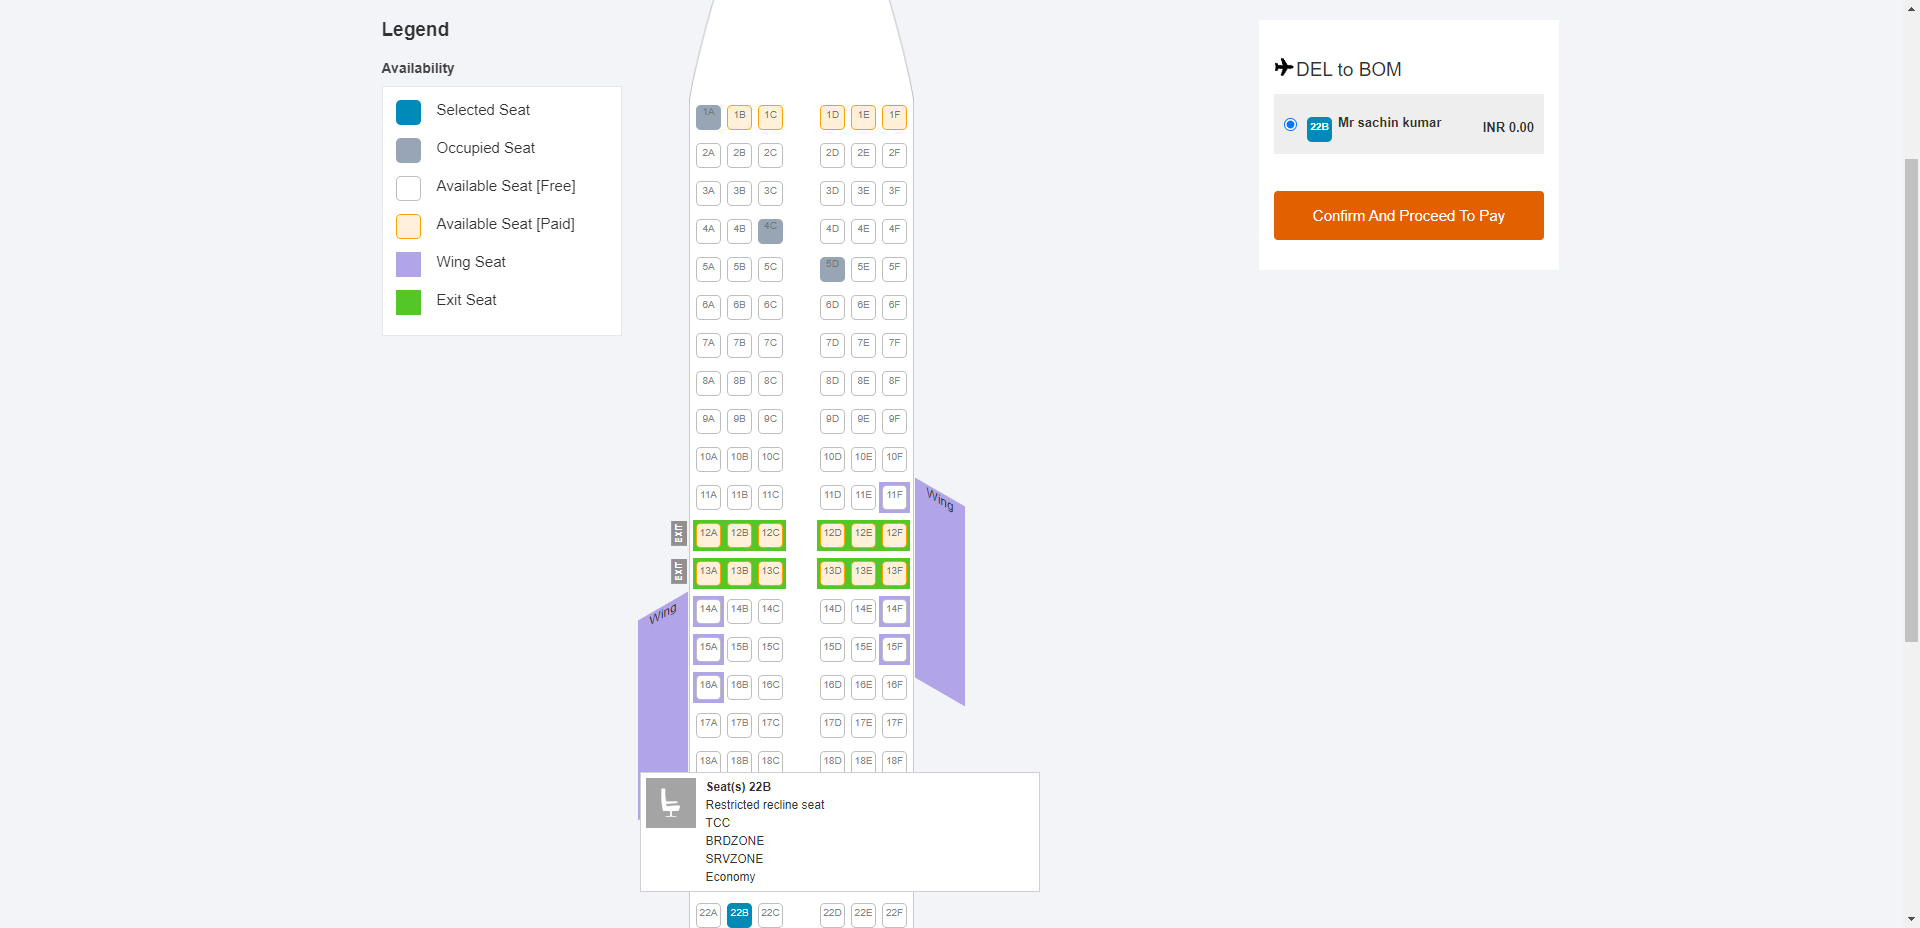 Legend
Availability
Selected Seat
Occupied Seat
Available Seat [Free]
Available Seat [Paid]
Wing Seat
Exit Seat
1A 1B 1C 1D 1E 1F
2A 2B 2C 2D 2E 2F
3A 3B 3C 3D 3E 3F
4A 4B 4C 4D 4E 4F
5A 5B 5C 5D 5E 5F
6A 6B 6C 6D 6E 6F
7A 7B 7C 7D 7E 7F
8A 8B 8C 8D 8E 8F
9A 9B 9C 9D 9E 9F
10A 10B 10C 10D 10E 10F
11A 11B 11C 11D 11E 11F Wing
EXIT 12A 12B 12C 12D 12E 12F
EXIT 13A 13B 13C 13D 13E 13F
Wing 14A 14B 14C 14D 14E 14F
15A 15B 15C 15D 15E 15F
16A 16B 16C 16D 16E 16F
17A 17B 17C 17D 17E 17F
18A 18B 18C 18D 18E 18F
Seat(s) 22B
Restricted recline seat
TCC
BRDZONE
SRVZONE
Economy
22A 22B 22C 22D 22E 22F
DEL to BOM
22B Mr sachin kumar INR 0.00
Confirm And Proceed To Pay